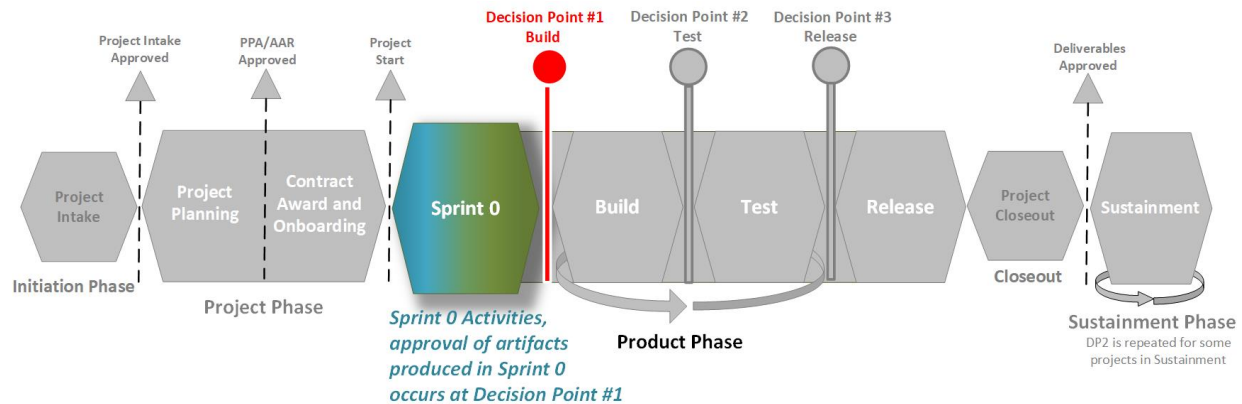 Decision Point #1
Build
Decision Point #2
Test
Decision Point #3
Release
Project Intake
Approved
PPA/AAR
Approved
Project
Start
Deliverables
Approved
Project
Intake
Project
Planning
Contract
Award and
Onboarding
Sprint 0
Build
Test
Release
Project
Closeout
Sustainment
Initiation Phase
Project Phase
Sprint 0 Activities,
approval of artifacts
produced in Sprint 0
occurs at Decision Point #1
Product Phase
Closeout
Sustainment Phase
DP2 is repeated for some
projects in Sustainment